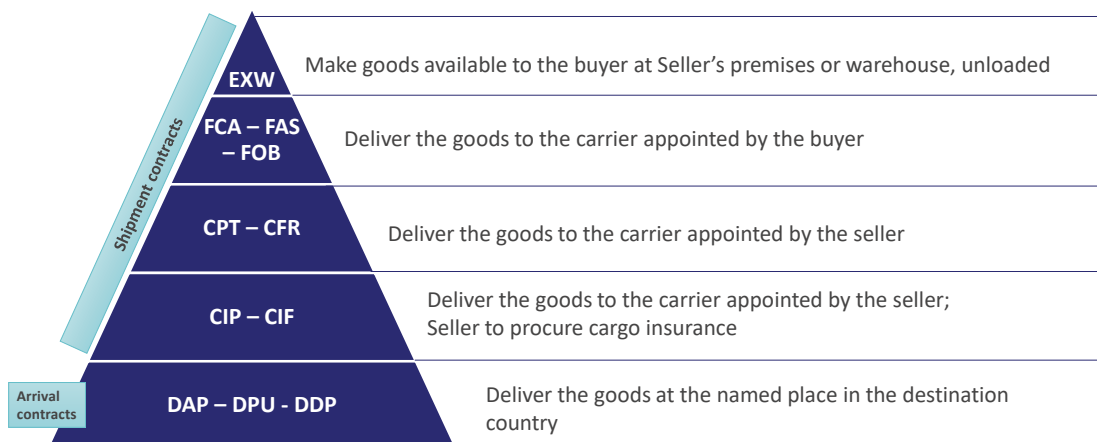 Shipment contracts
EXW
Make goods available to the buyer at Seller's premises or warehouse, unloaded
FCA – FAS
– FOB
Deliver the goods to the carrier appointed by the buyer
CPT – CFR
Deliver the goods to the carrier appointed by the seller
CIP – CIF
Deliver the goods to the carrier appointed by the seller;
Seller to procure cargo insurance
Arrival
contracts
DAP – DPU - DDP
Deliver the goods at the named place in the destination
country